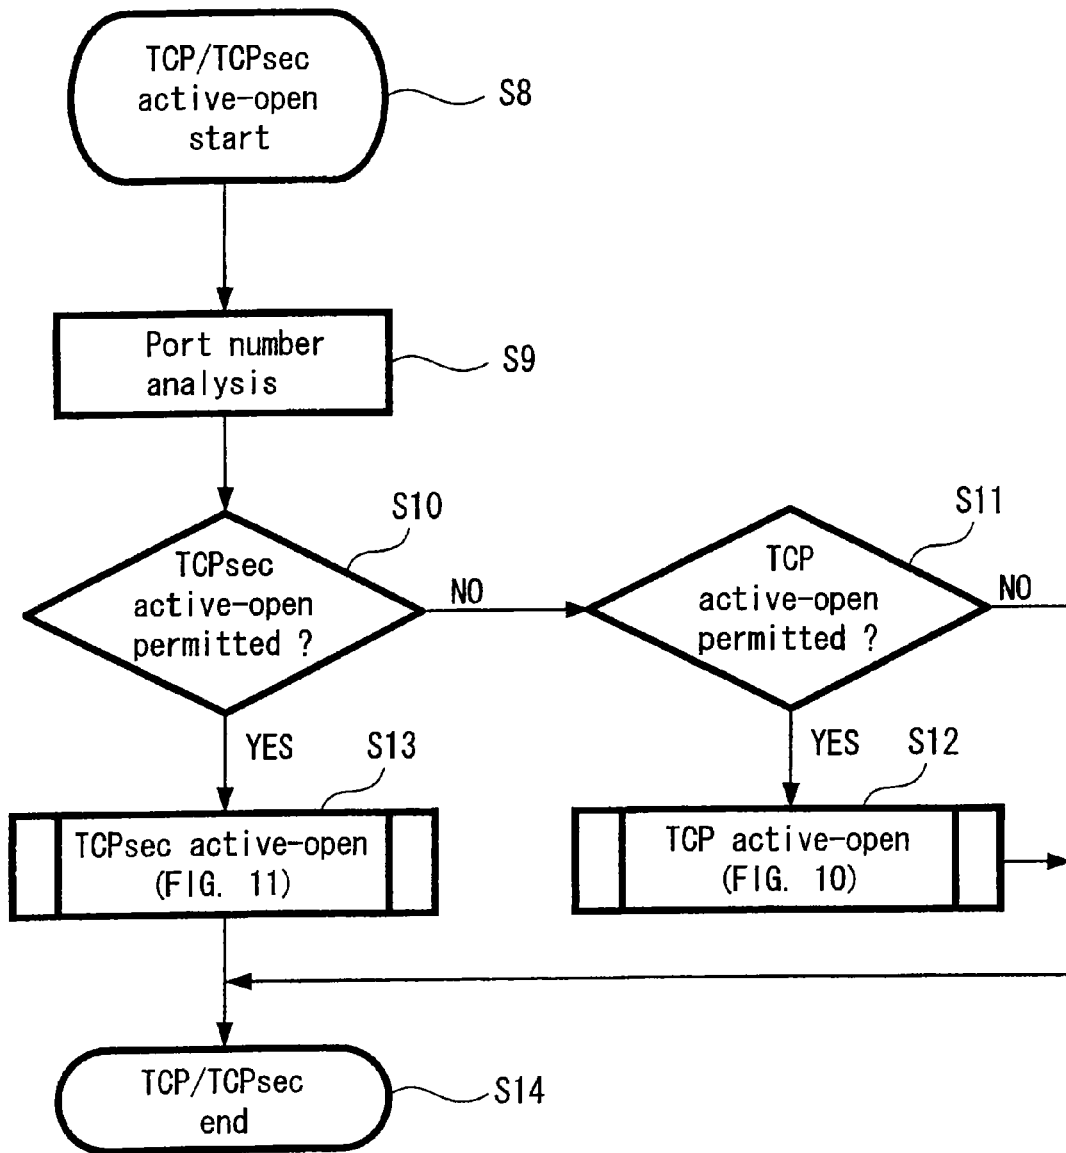 TCP/TCPsec
active-open
start
S8
Port number
analysis
S9
S10
TCPsec
active-open
permitted ?
NO
S11
TCP
active-open
permitted ?
NO
YES
S13
TCPsec active-open
(FIG. 11)
YES
S12
TCP active-open
(FIG. 10)
TCP/TCPsec
end
S14